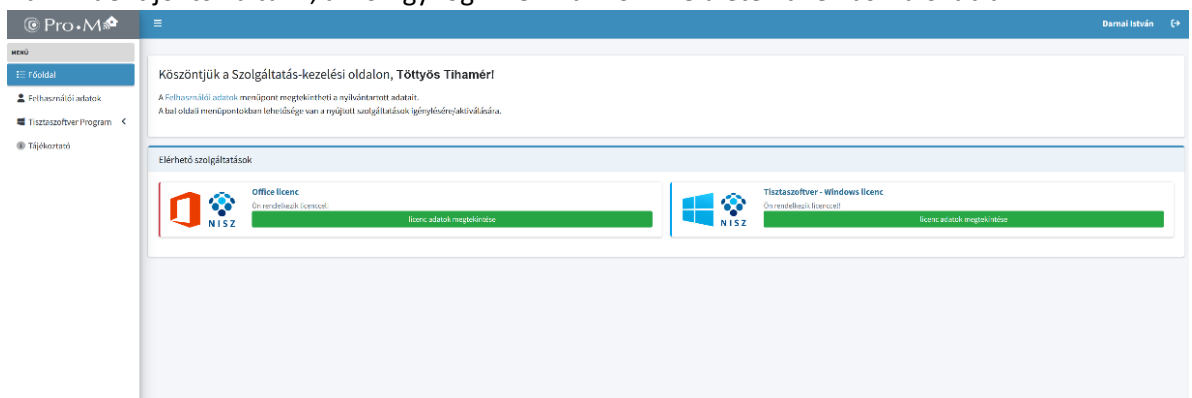 Pro•M
Darnai István
MENÜ
Főoldal
Felhasználói adatok
Tisztaszoftver Program
Tájékoztató
Köszöntjük a Szolgáltatás-kezelési oldalon, Töttyös Tihamér!
A Felhasználói adatok menüpont megtekintheti a nyilvántartott adatait.
A bal oldali menüpontokban lehetősége van a nyújtott szolgáltatások igénylésére/aktiválására.
Elérhető szolgáltatások
NISZ
Office licenc
Ön rendelkezik licenccel!
licenc adatok megtekintése
NISZ
Tisztaszoftver - Windows licenc
Ön rendelkezik licenccel!
licenc adatok megtekintése